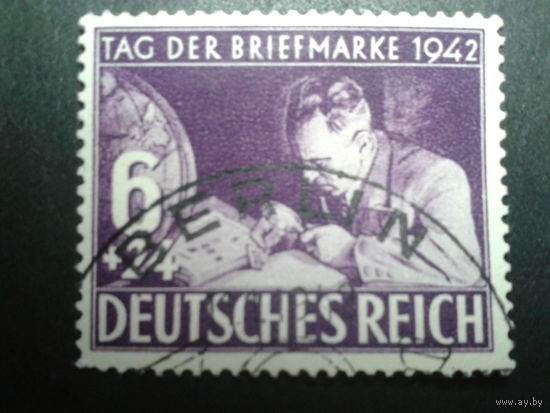 TAG DER BRIEFMARKE 1942
6
+24
BERLIN
DEUTSCHES REICH
www.ay.by